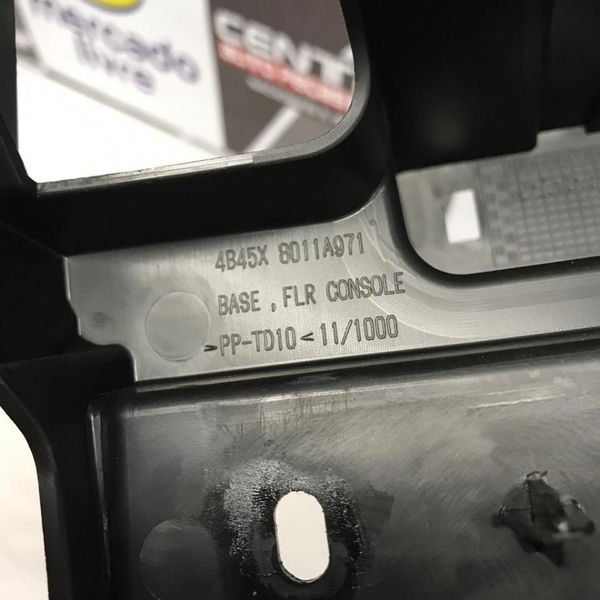 mercado
livre
CENT
4B45X 8011A971
BASE , FLR CONSOLE
>PP-TD10< 11/1000